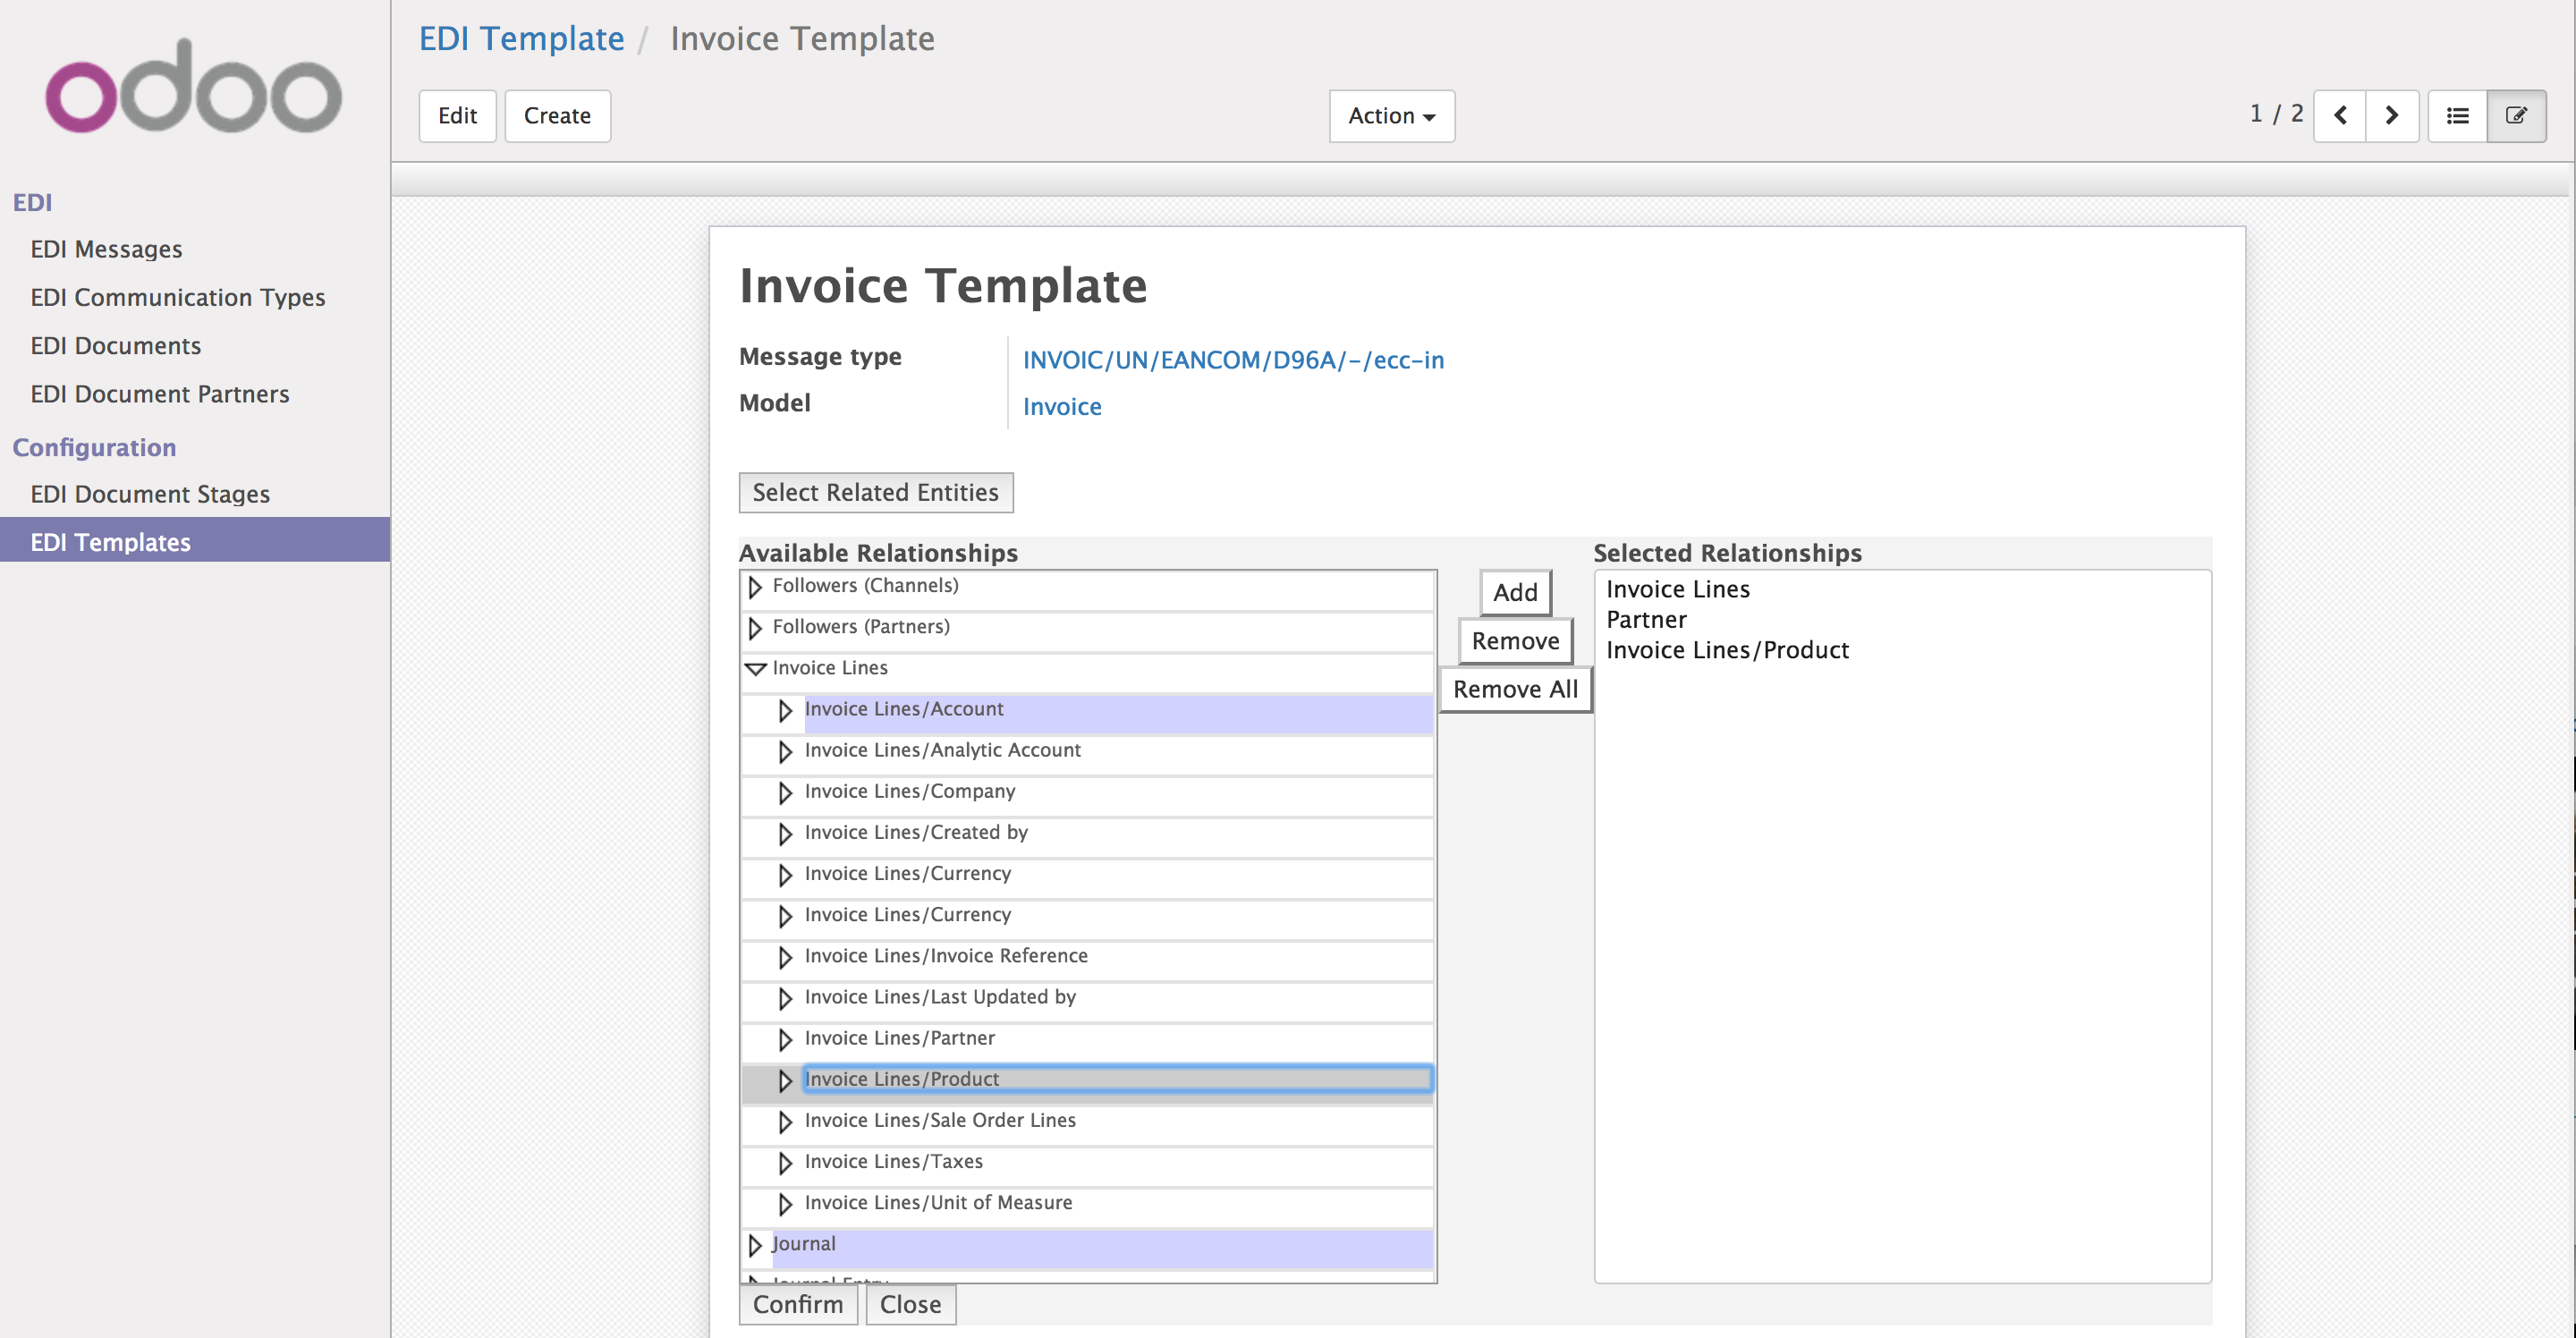 odoo
EDI Template / Invoice Template
Edit Create Action 1 / 2
EDI
EDI Messages
EDI Communication Types
EDI Documents
EDI Document Partners
Configuration
EDI Document Stages
EDI Templates
Invoice Template
Message type INVOIC/UN/EANCOM/D96A/-/ecc-in
Model Invoice
Select Related Entities
Available Relationships
Followers (Channels)
Followers (Partners)
Invoice Lines
Invoice Lines/Account
Invoice Lines/Analytic Account
Invoice Lines/Company
Invoice Lines/Created by
Invoice Lines/Currency
Invoice Lines/Currency
Invoice Lines/Invoice Reference
Invoice Lines/Last Updated by
Invoice Lines/Partner
Invoice Lines/Product
Invoice Lines/Sale Order Lines
Invoice Lines/Taxes
Invoice Lines/Unit of Measure
Journal
Journal Entry
Add
Remove
Remove All
Selected Relationships
Invoice Lines
Partner
Invoice Lines/Product
Confirm Close